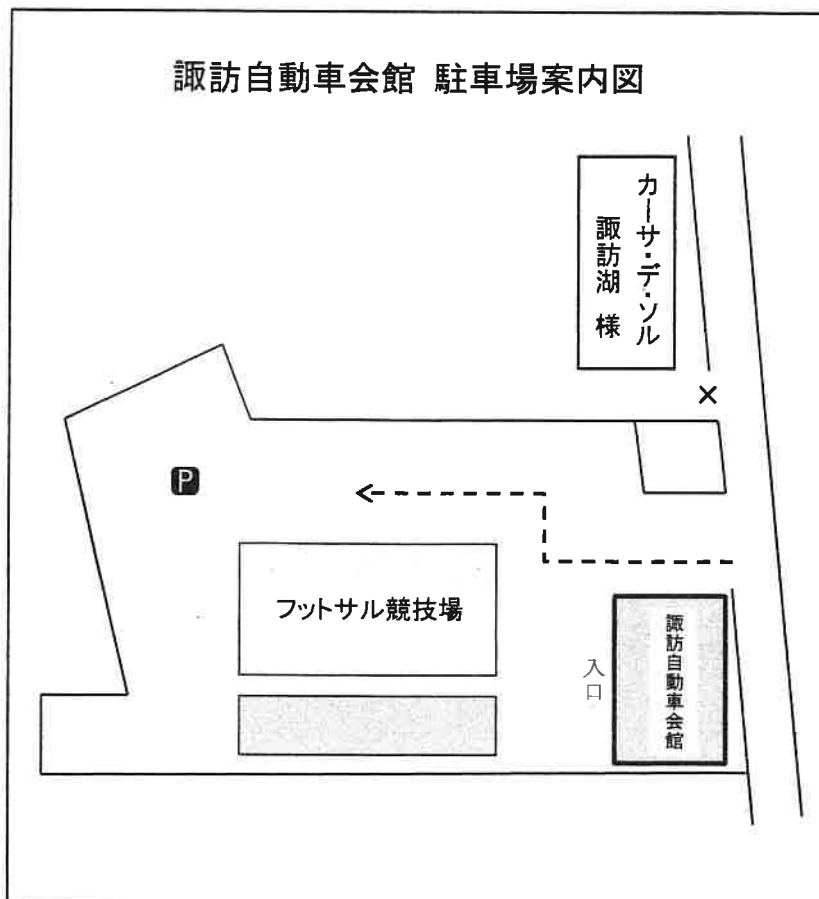 諏訪自動車会館 駐車場案内図
カーサ・デ・ソル
諏訪湖 様
×
P
フットサル競技場
入口
諏訪自動車会館